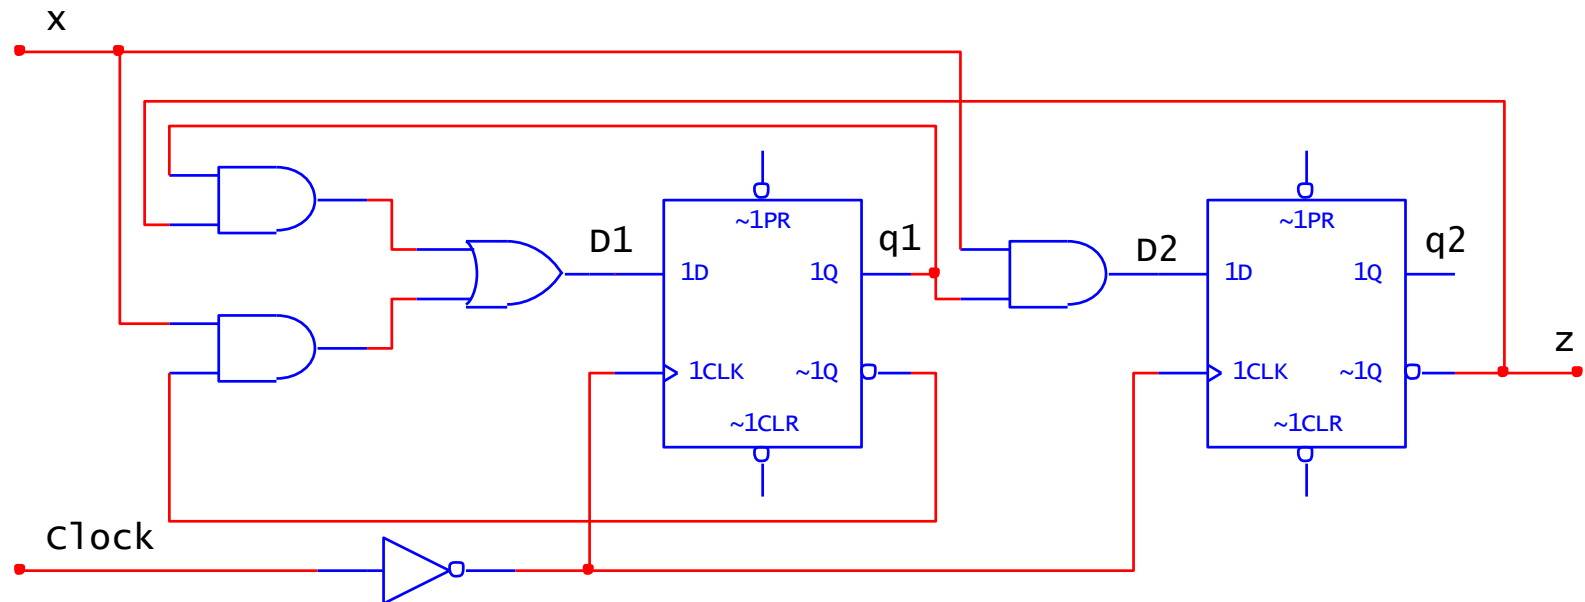 x
~1PR
~1PR
D1
q1
D2
q2
1D
1Q
1D
1Q
z
1CLK
~1Q
1CLK
~1Q
~1CLR
~1CLR
Clock